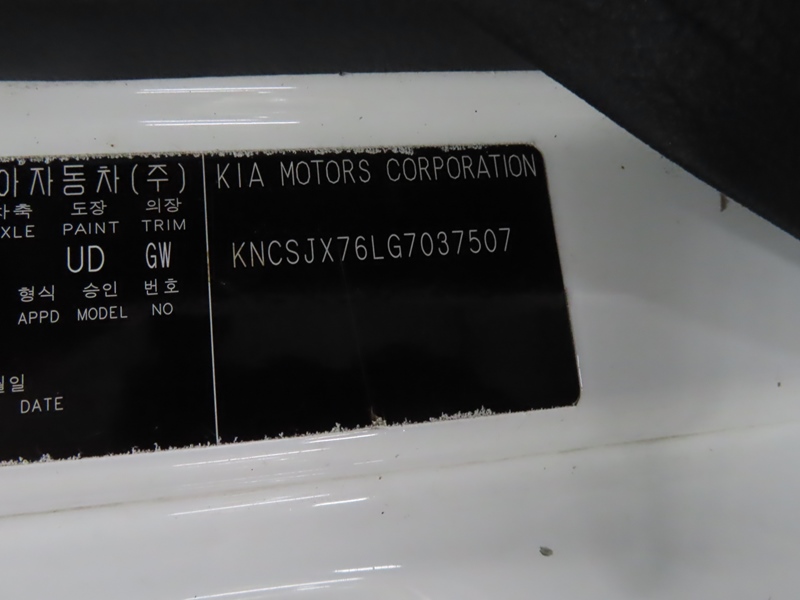 아자동차(주)
KIA MOTORS CORPORATION
차축 도장 의장
XLE PAINT TRIM
UD GW
KNCSJX76LG7037507
형식 승인 번호
APPD MODEL NO
월일
DATE